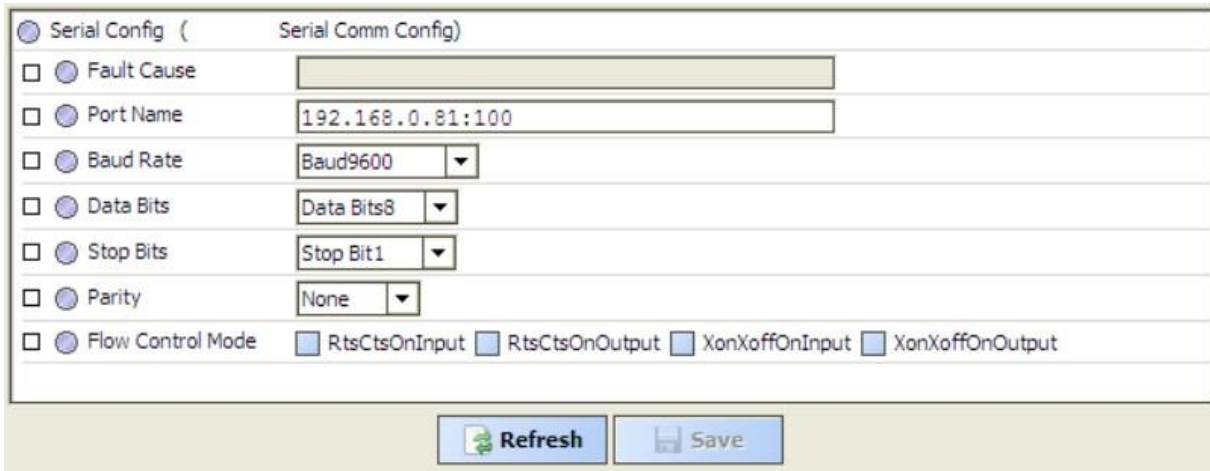 Serial Config ( Serial Comm Config)
Fault Cause
Port Name 192.168.0.81:100
Baud Rate Baud9600
Data Bits Data Bits8
Stop Bits Stop Bit1
Parity None
Flow Control Mode RtsCtsOnInput RtsCtsOnOutput XonXoffOnInput XonXoffOnOutput
Refresh Save